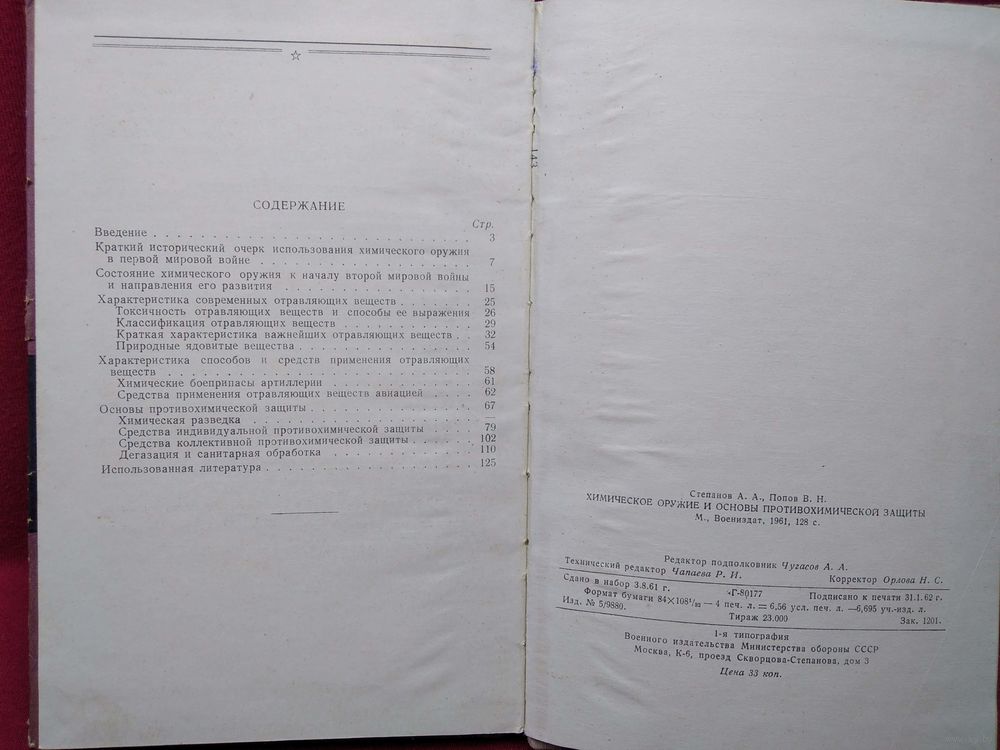 СОДЕРЖАНИЕ
Стр.
Введение . . . 3
Краткий исторический очерк использования химического оружия
в первой мировой войне . . . 7
Состояние химического оружия к началу второй мировой войны
и направления его развития . . . 15
Характеристика современных отравляющих веществ . . . 25
Токсичность отравляющих веществ и способы ее выражения 26
Классификация отравляющих веществ . . . 29
Краткая характеристика важнейших отравляющих веществ . . 32
Природные ядовитые вещества . . . 54
Характеристика способов и средств применения отравляющих
веществ . . . 58
Химические боеприпасы артиллерии . . . 61
Средства применения отравляющих веществ авиацией . . . 62
Основы противохимической защиты . . . 67
Химическая разведка . . . —
Средства индивидуальной противохимической защиты . . . 79
Средства коллективной противохимической защиты . . . 102
Дегазация и санитарная обработка . . . 110
Использованная литература . . . 125
143
Степанов А. А., Попов В. Н.
ХИМИЧЕСКОЕ ОРУЖИЕ И ОСНОВЫ ПРОТИВОХИМИЧЕСКОЙ ЗАЩИТЫ
М., Воениздат, 1961, 128 с.
Редактор подполковник Чугасов А. А.
Технический редактор Чапаева Р. И. Корректор Орлова Н. С.
Сдано в набор 3.8.61 г. Г-80177 Подписано к печати 31.1.62 г.
Формат бумаги 84×108¹/₃₂ — 4 печ. л. = 6,56 усл. печ. л. — 6,695 уч.-изд. л.
Изд. № 5/9880. Тираж 23.000 Зак. 1201.
1-я типография
Военного издательства Министерства обороны СССР
Москва, К-6, проезд Скворцова-Степанова, дом 3
Цена 33 коп.